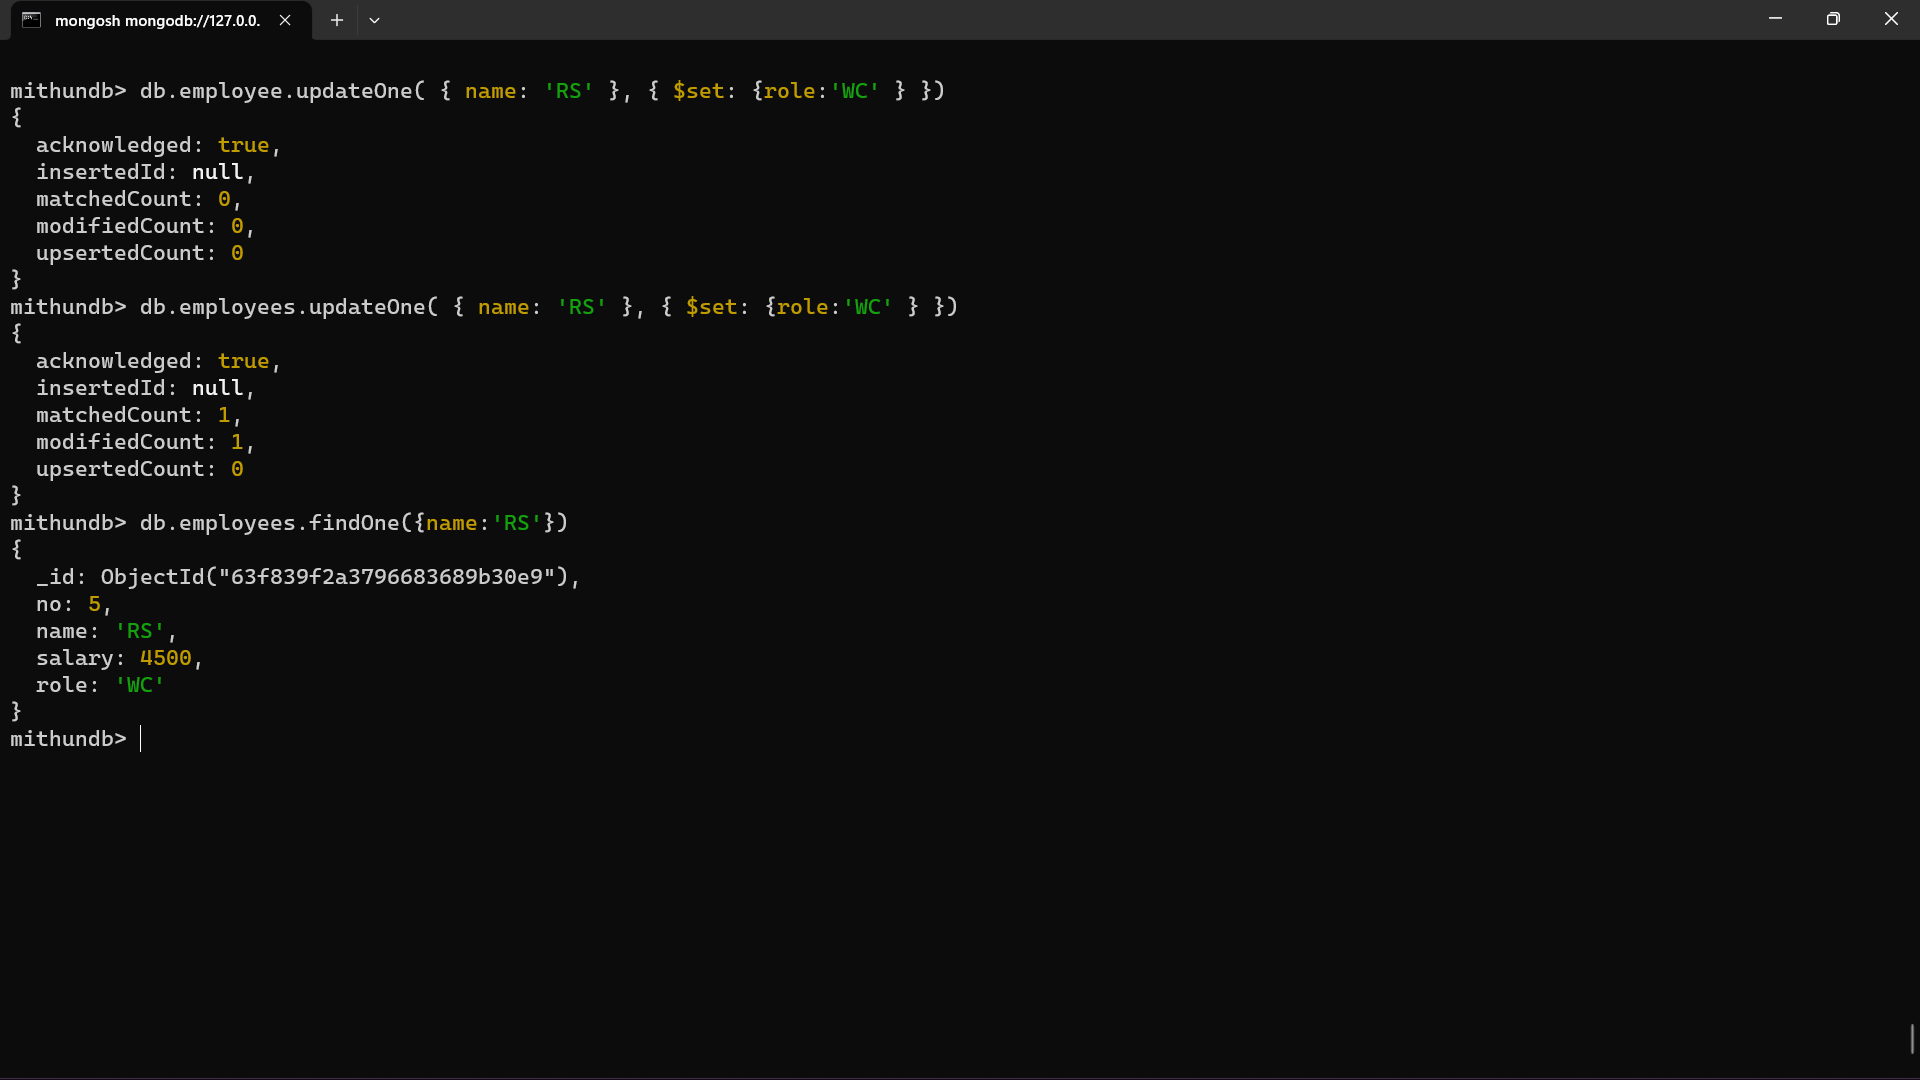 mongosh mongodb://127.0.0.
mithundb> db.employee.updateOne( { name: 'RS' }, { $set: {role:'WC' } })
{
  acknowledged: true,
  insertedId: null,
  matchedCount: 0,
  modifiedCount: 0,
  upsertedCount: 0
}
mithundb> db.employees.updateOne( { name: 'RS' }, { $set: {role:'WC' } })
{
  acknowledged: true,
  insertedId: null,
  matchedCount: 1,
  modifiedCount: 1,
  upsertedCount: 0
}
mithundb> db.employees.findOne({name:'RS'})
{
  _id: ObjectId("63f839f2a3796683689b30e9"),
  no: 5,
  name: 'RS',
  salary: 4500,
  role: 'WC'
}
mithundb>